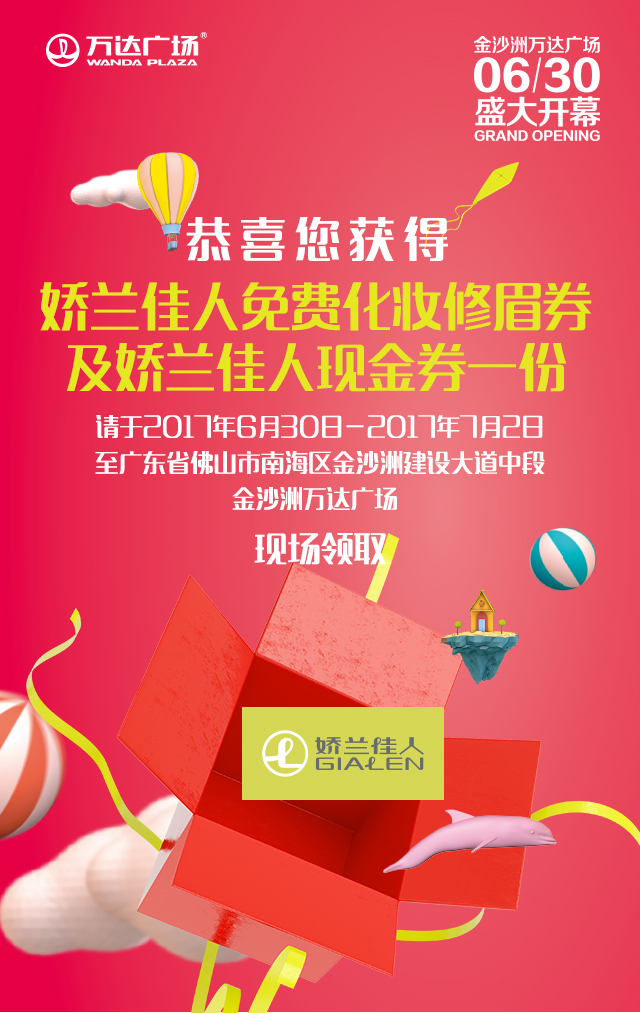 万达广场®
WANDA PLAZA
金沙洲万达广场
06/30
盛大开幕
GRAND OPENING
恭喜您获得
娇兰佳人免费化妆修眉券
及娇兰佳人现金券一份
请于2017年6月30日-2017年7月2日
至广东省佛山市南海区金沙洲建设大道中段
金沙洲万达广场
现场领取
娇兰佳人
GIALEN